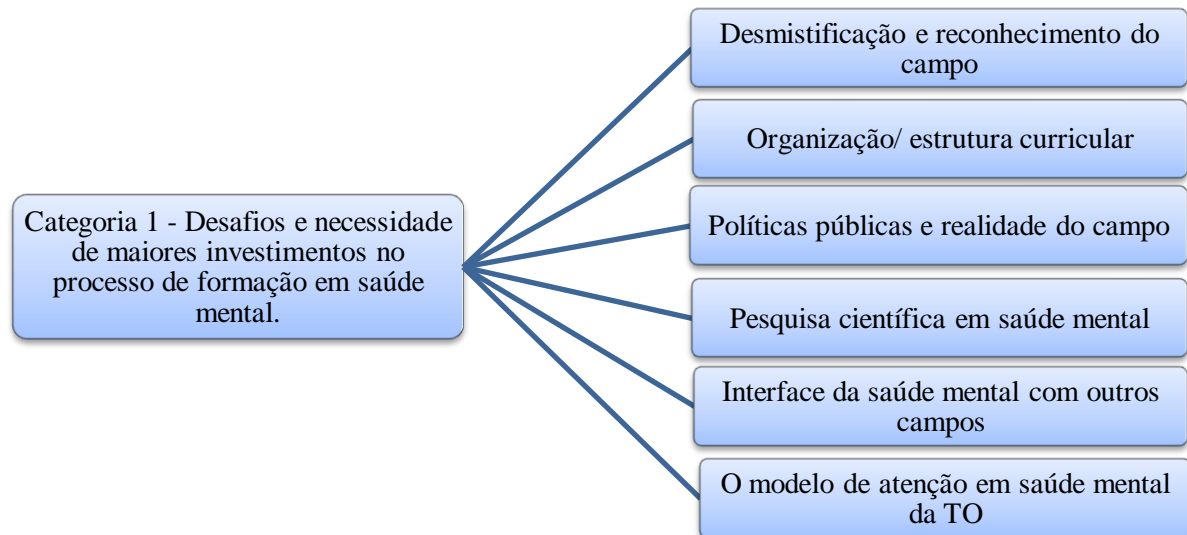 Categoria 1 - Desafios e necessidade
de maiores investimentos no
processo de formação em saúde
mental.
Desmistificação e reconhecimento do
campo
Organização/ estrutura curricular
Políticas públicas e realidade do campo
Pesquisa científica em saúde mental
Interface da saúde mental com outros
campos
O modelo de atenção em saúde mental
da TO